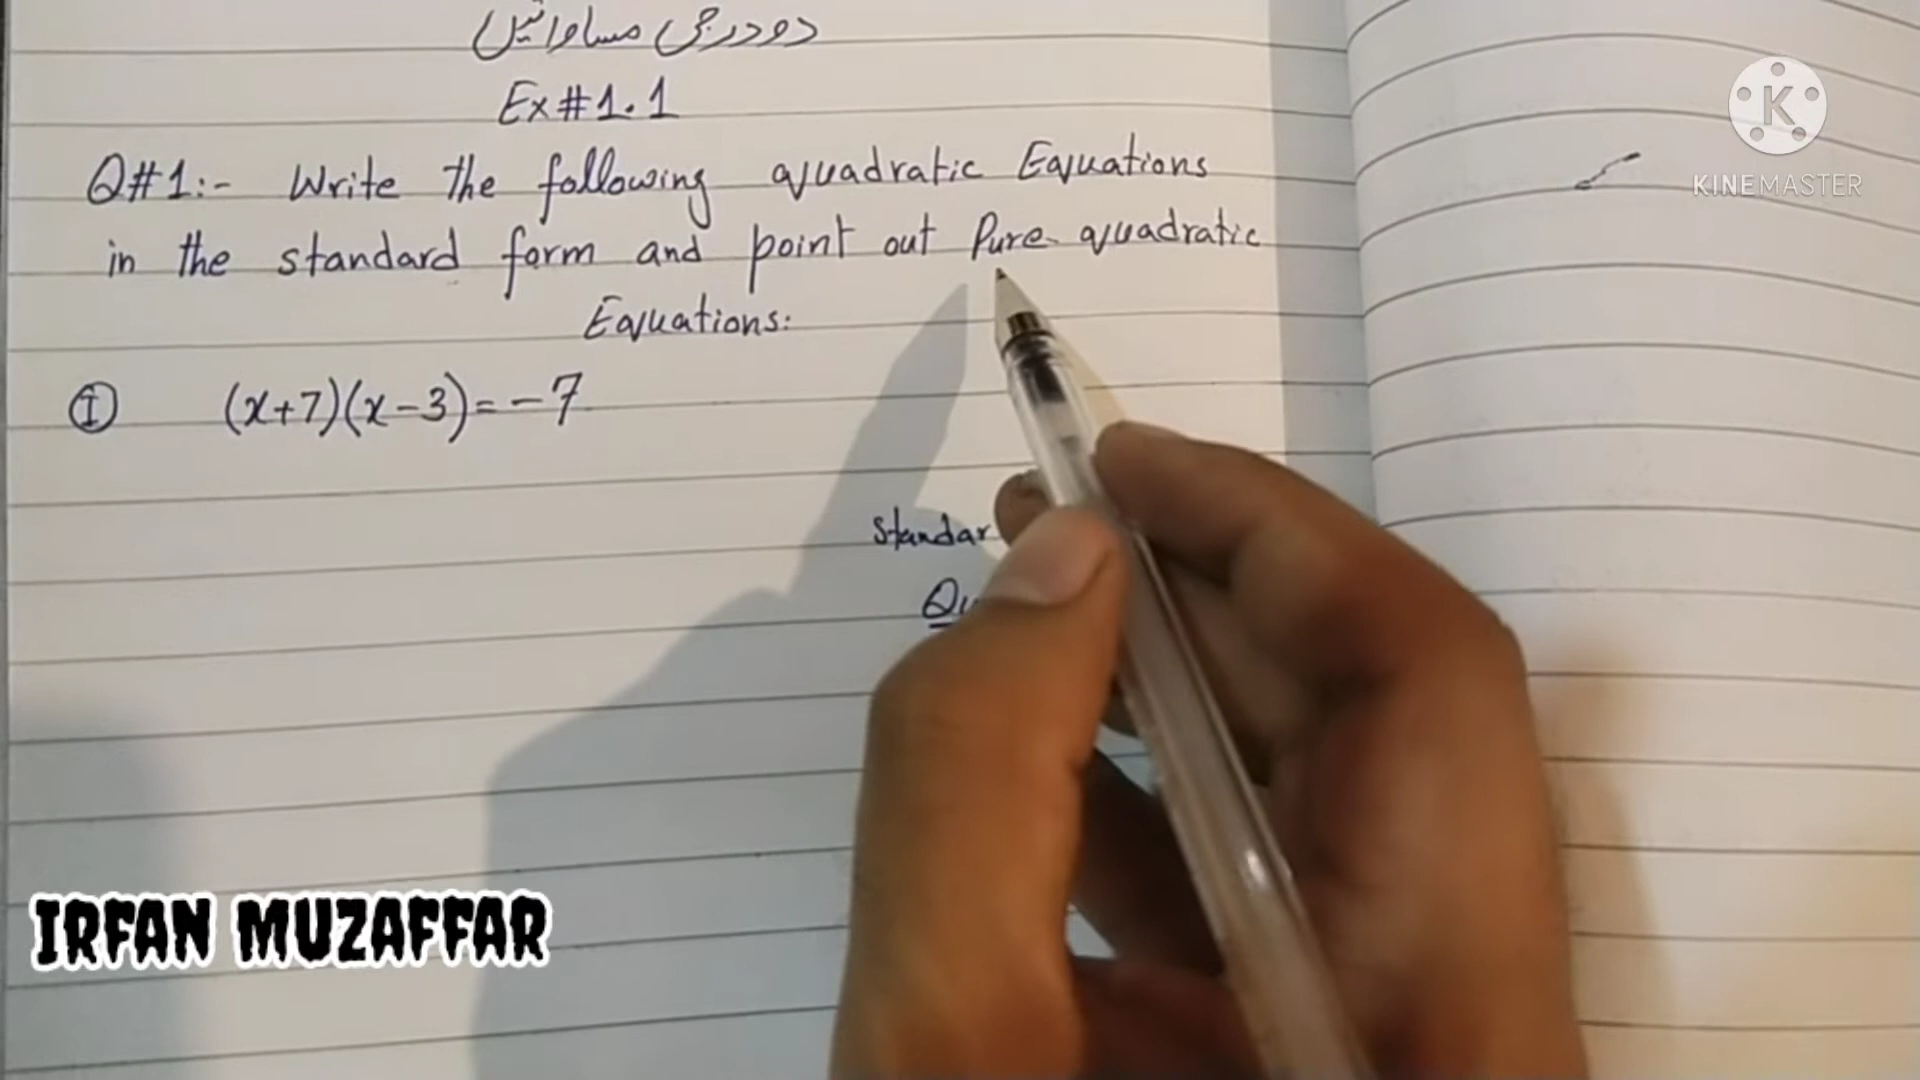 دو درجی مساواتیں
Ex#1.1
Q#1:- Write the following quadratic Equations
in the standard form and point out Pure quadratic
Equations:
I (x+7)(x-3)=-7
Standar
Qu
IRFAN MUZAFFAR
K
KINEMASTER